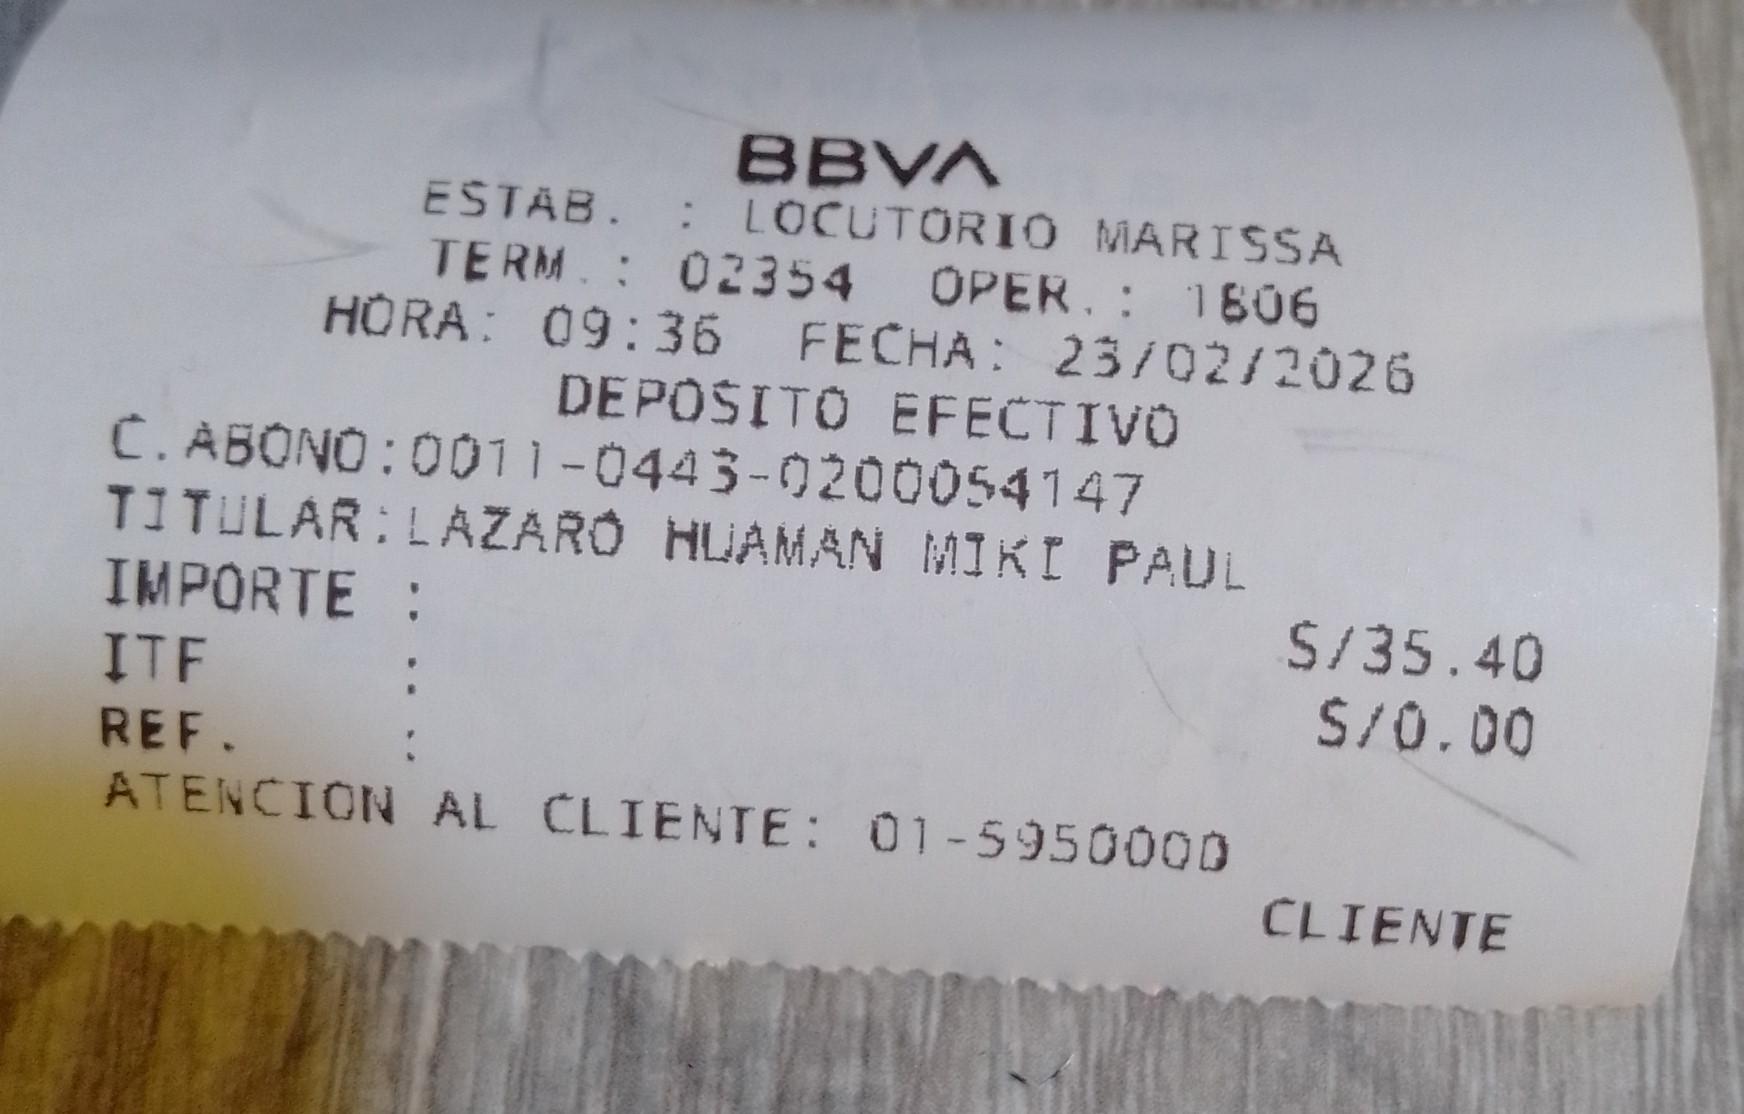 BBVA
ESTAB. : LOCUTORIO MARISSA
TERM.: 02354 OPER.: 1806
HORA: 09:36 FECHA: 23/02/2026
DEPOSITO EFECTIVO
C.ABONO:0011-0443-0200054147
TITULAR:LAZARO HUAMAN MIKI PAUL
IMPORTE : S/35.40
ITF : S/0.00
REF. :
ATENCION AL CLIENTE: 01-5950000
CLIENTE